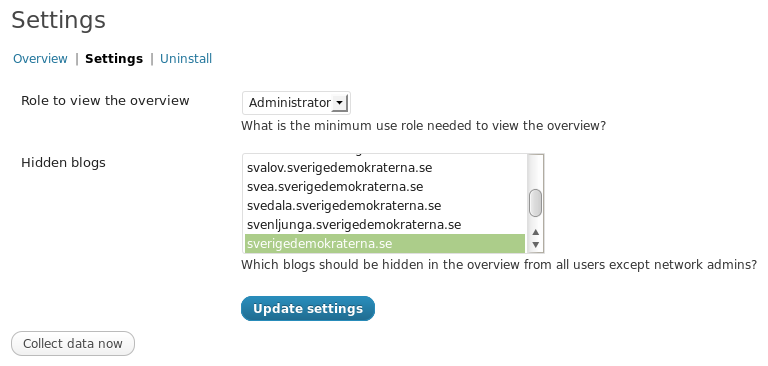 Settings
Overview | Settings | Uninstall
Role to view the overview
Administrator
What is the minimum use role needed to view the overview?
Hidden blogs
svalov.sverigedemokraterna.se
svea.sverigedemokraterna.se
svedala.sverigedemokraterna.se
svenljunga.sverigedemokraterna.se
sverigedemokraterna.se
Which blogs should be hidden in the overview from all users except network admins?
Update settings
Collect data now